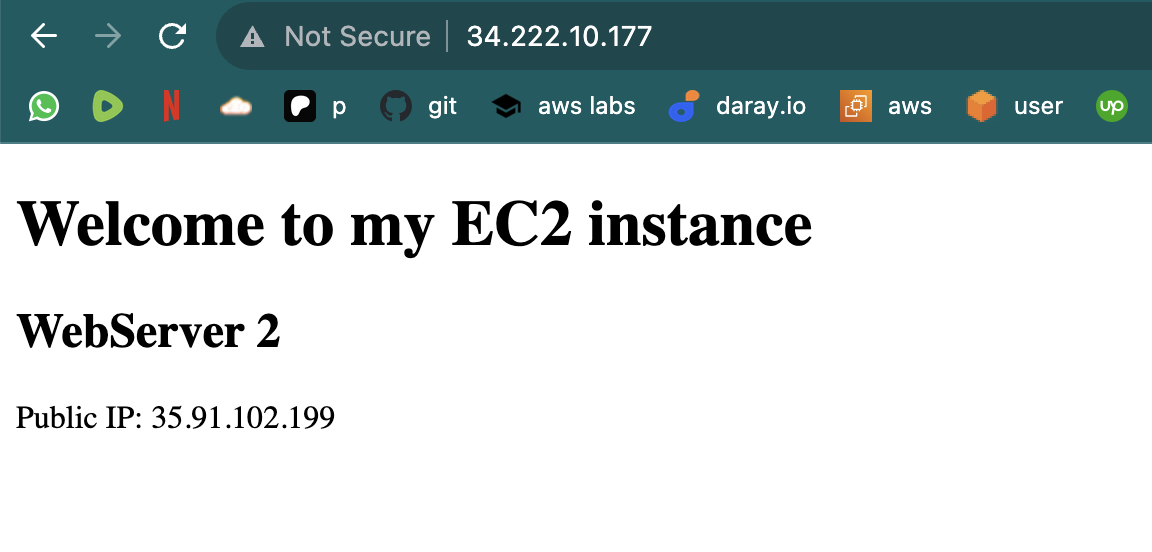 Not Secure 34.222.10.177
p git aws labs daray.io aws user up
Welcome to my EC2 instance
WebServer 2
Public IP: 35.91.102.199